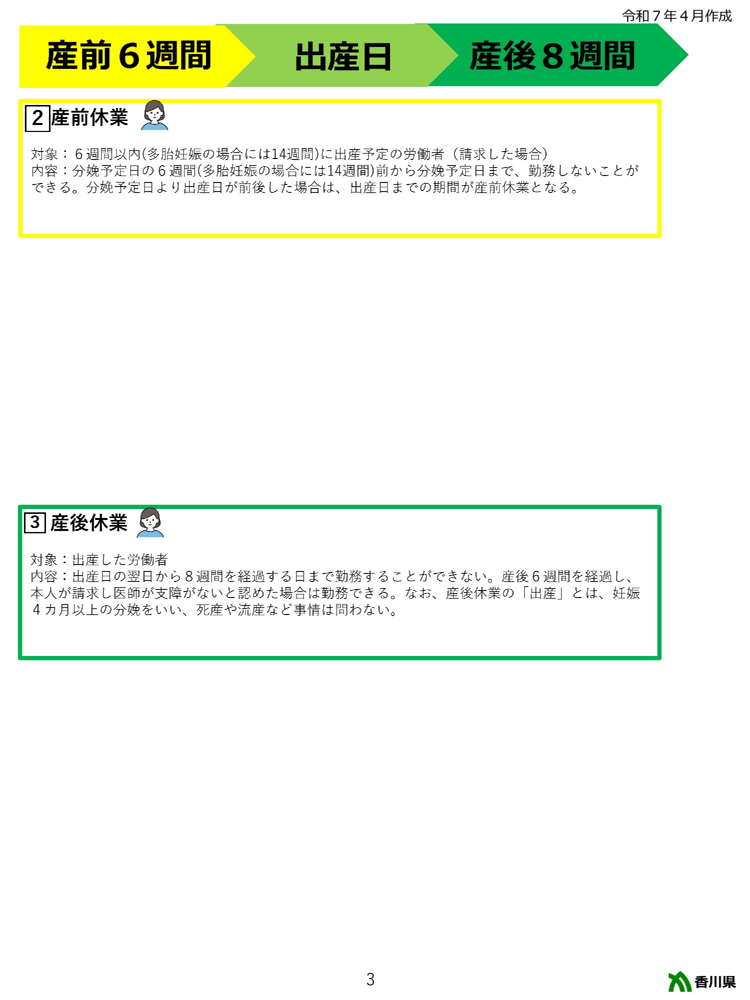 令和７年４月作成
産前６週間
出産日
産後８週間
2 産前休業
対象：６週間以内(多胎妊娠の場合には14週間)に出産予定の労働者（請求した場合）
内容：分娩予定日の６週間(多胎妊娠の場合には14週間)前から分娩予定日まで、勤務しないことが
できる。分娩予定日より出産日が前後した場合は、出産日までの期間が産前休業となる。
3 産後休業
対象：出産した労働者
内容：出産日の翌日から８週間を経過する日まで勤務することができない。産後６週間を経過し、
本人が請求し医師が支障がないと認めた場合は勤務できる。なお、産後休業の「出産」とは、妊娠
４カ月以上の分娩をいい、死産や流産など事情は問わない。
3
香川県